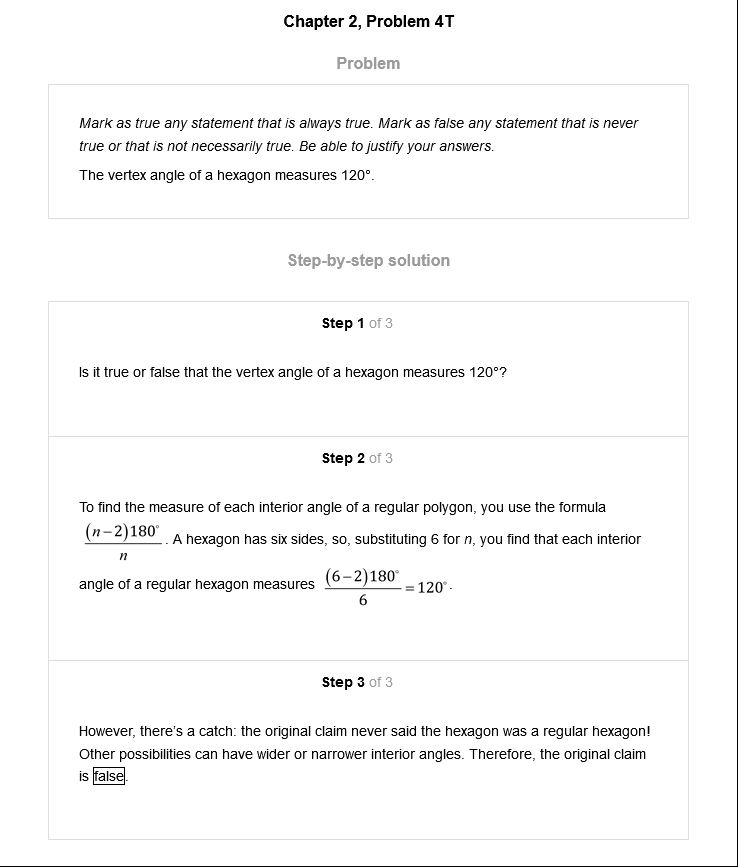 Chapter 2, Problem 4T
Problem
Mark as true any statement that is always true. Mark as false any statement that is never
true or that is not necessarily true. Be able to justify your answers.
The vertex angle of a hexagon measures 120°.
Step-by-step solution
Step 1 of 3
Is it true or false that the vertex angle of a hexagon measures 120°?
Step 2 of 3
To find the measure of each interior angle of a regular polygon, you use the formula
(n−2)180°/n. A hexagon has six sides, so, substituting 6 for n, you find that each interior
angle of a regular hexagon measures (6−2)180°/6 = 120°.
Step 3 of 3
However, there's a catch: the original claim never said the hexagon was a regular hexagon!
Other possibilities can have wider or narrower interior angles. Therefore, the original claim
is false.